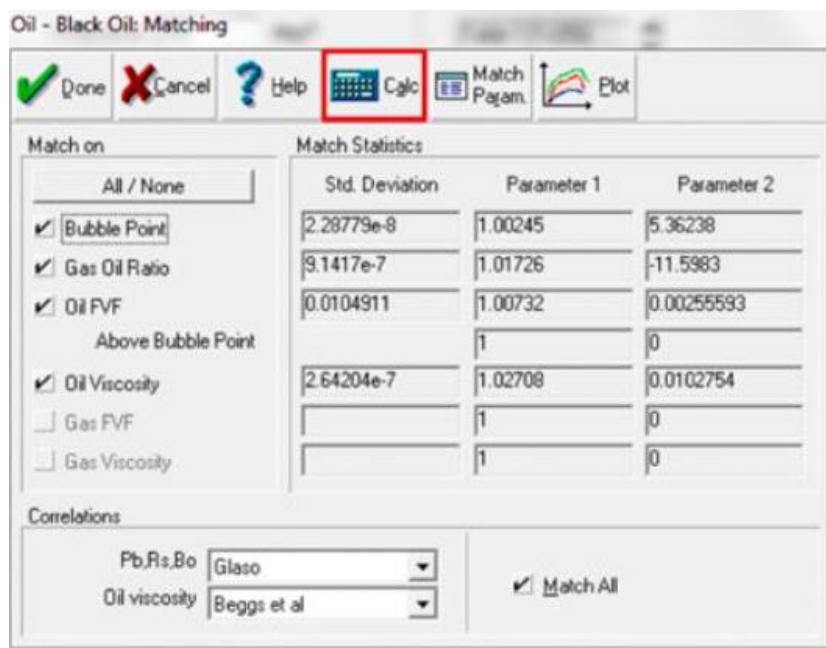 Oil - Black Oil: Matching
Done Cancel Help Calc Match Param. Plot
Match on Match Statistics
All / None Std. Deviation Parameter 1 Parameter 2
Bubble Point 2.28779e-8 1.00245 5.36238
Gas Oil Ratio 9.1417e-7 1.01726 -11.5983
Oil FVF 0.0104911 1.00732 0.00255593
Above Bubble Point 1 0
Oil Viscosity 2.64204e-7 1.02708 0.0102754
Gas FVF 1 0
Gas Viscosity 1 0
Correlations
Pb,Rs,Bo Glaso
Match All
Oil viscosity Beggs et al